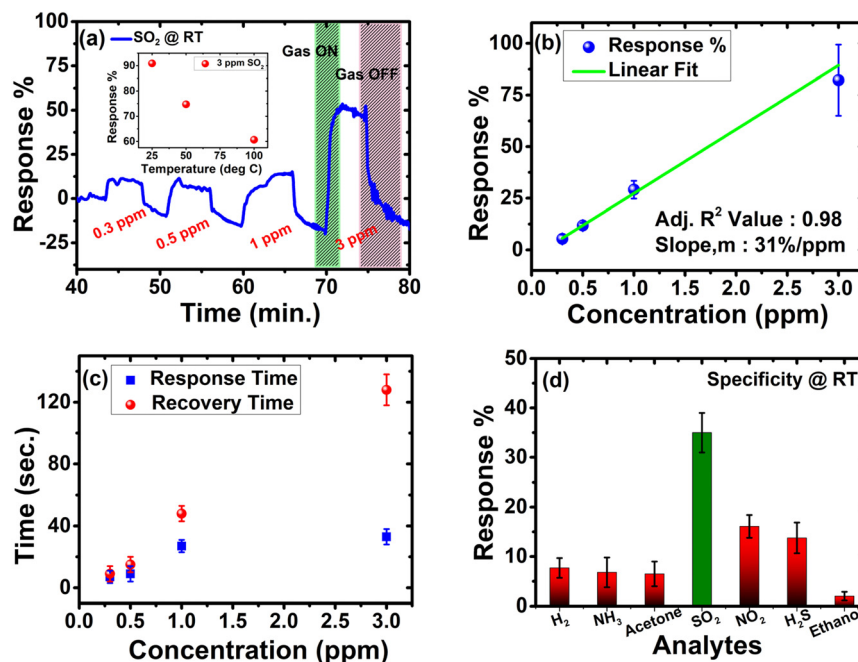 (a)
SO2 @ RT
Gas ON
Gas OFF
3 ppm SO2
Response %
90
80
70
60
25
50
75
100
Temperature (deg C)
0.3 ppm
0.5 ppm
1 ppm
3 ppm
Response %
100
75
50
25
0
-25
40
50
60
70
80
Time (min.)
(b)
Response %
Linear Fit
Adj. R2 Value : 0.98
Slope,m : 31%/ppm
Response %
100
75
50
25
0
0.0
0.5
1.0
1.5
2.0
2.5
3.0
Concentration (ppm)
(c)
Response Time
Recovery Time
Time (sec.)
120
80
40
0
0.0
0.5
1.0
1.5
2.0
2.5
3.0
Concentration (ppm)
(d)
Specificity @ RT
Response %
50
40
30
20
10
0
H2
NH3
Acetone
SO2
NO2
H2S
Ethano
Analytes